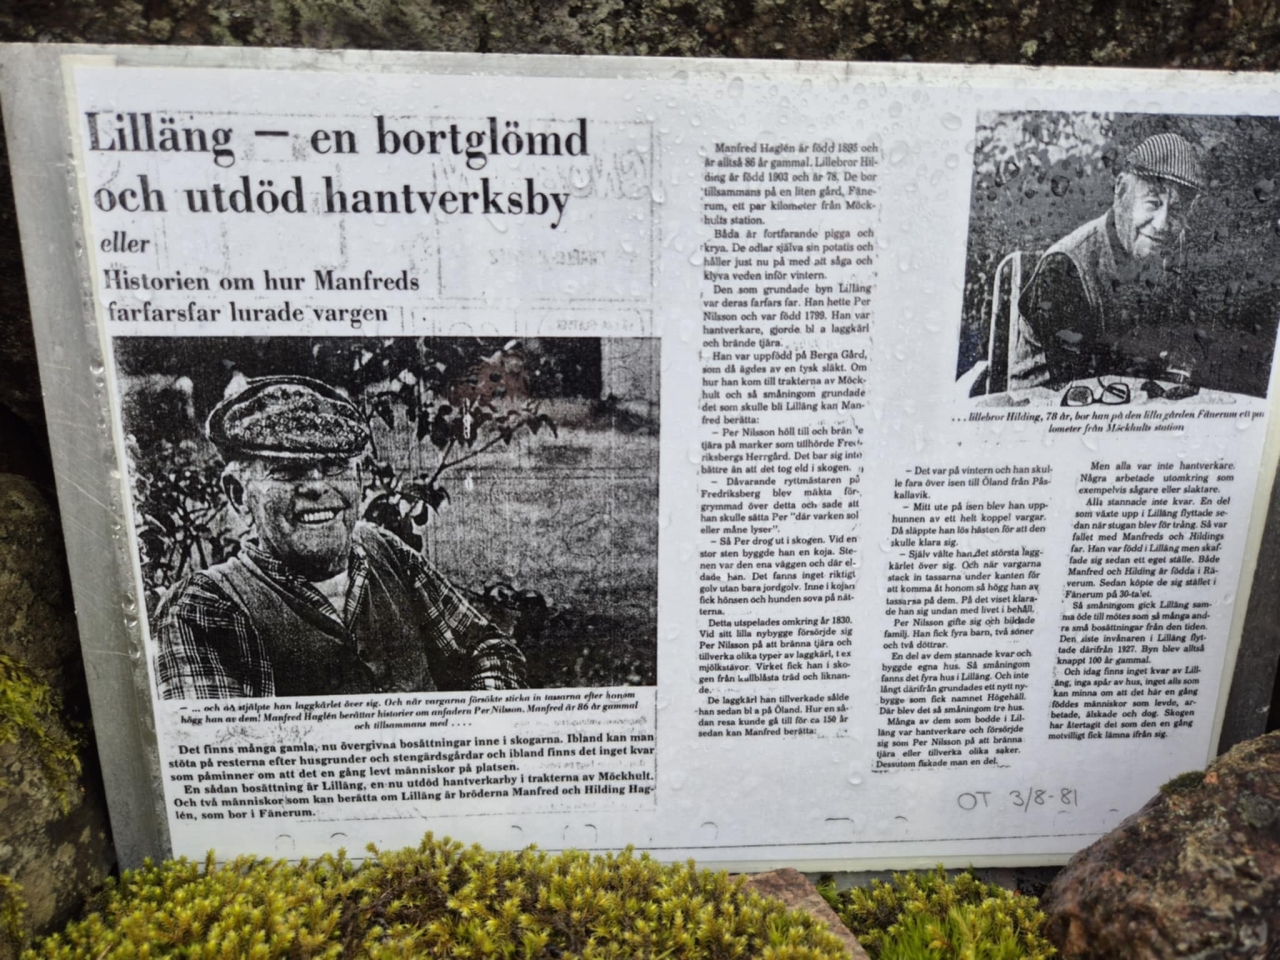 Lilläng — en bortglömd
och utdöd hantverksby
eller
Historien om hur Manfreds
farfarsfar lurade vargen
— ... och då stjälpte han laggkärlet över sig. Och när vargarna försökte sticka in tassarna efter honom
högg han av dem! Manfred Haglén berättar historier om anfadern Per Nilsson. Manfred är 86 år gammal
och tillsammans med . . . .
Det finns många gamla, nu övergivna bosättningar inne i skogarna. Ibland kan man
stöta på resterna efter husgrunder och stengärdsgårdar och ibland finns det inget kvar
som påminner om att det en gång levt människor på platsen.
En sådan bosättning är Lilläng, en nu utdöd hantverkarby i trakterna av Möckhult.
Och två människor som kan berätta om Lilläng är bröderna Manfred och Hilding Hag-
lén, som bor i Fänerum.
Manfred Haglén är född 1895 och
är alltså 86 år gammal. Lillebror Hil-
ding är född 1903 och är 78. De bor
tillsammans på en liten gård, Fäne-
rum, ett par kilometer från Möck-
hults station.
Båda är fortfarande pigga och
krya. De odlar själva sin potatis och
håller just nu på med att såga och
klyva veden inför vintern.
Den som grundade byn Lilläng
var deras farfars far. Han hette Per
Nilsson och var född 1799. Han var
hantverkare, gjorde bl a laggkärl
och brände tjära.
Han var uppfödd på Berga Gård,
som då ägdes av en tysk släkt. Om
hur han kom till trakterna av Möck-
hult och så småningom grundade
det som skulle bli Lilläng kan Man-
fred berätta:
— Per Nilsson höll till och brände
tjära på marker som tillhörde Fred-
riksbergs Herrgård. Det bar sig inte
bättre än att det tog eld i skogen.
— Dåvarande ryttmästaren på
Fredriksberg blev mäkta för-
grymmad över detta och sade att
han skulle sätta Per "där varken sol
eller måne lyser".
— Så Per drog ut i skogen. Vid en
stor sten byggde han en koja. Ste-
nen var den ena väggen och där el-
dade han. Det fanns inget riktigt
golv utan bara jordgolv. Inne i kojan
fick hönsen och hunden sova på nät-
terna.
Detta utspelades omkring år 1830.
Vid sitt lilla nybygge försörjde sig
Per Nilsson på att bränna tjära och
tillverka olika typer av laggkärl, t ex
mjölkstävor. Virket fick han i sko-
gen från kullblåsta träd och liknan-
de.
De laggkärl han tillverkade sålde
han sedan bl a på Öland. Hur en så-
dan resa kunde gå till för ca 150 år
sedan kan Manfred berätta:
. . . lillebror Hilding, 78 år, bor han på den lilla gården Fänerum ett pa
lometer från Möckhults station
— Det var på vintern och han skul-
le fara över isen till Öland från Pås-
kallavik.
— Mitt ute på isen blev han upp-
hunnen av ett helt koppel vargar.
Då släppte han lös hästen för att den
skulle klara sig.
— Själv välte han det största lagg-
kärlet över sig. Och när vargarna
stack in tassarna under kanten för
att komma åt honom så högg han av
tassarna på dem. På det viset klara-
de han sig undan med livet i behåll.
Per Nilsson gifte sig och bildade
familj. Han fick fyra barn, två söner
och två döttrar.
En del av dem stannade kvar och
byggde egna hus. Så småningom
fanns det fyra hus i Lilläng. Och inte
långt därifrån grundades ett nytt ny-
bygge som fick namnet Högehäll.
Där blev det så småningom tre hus.
Många av dem som bodde i Lil-
läng var hantverkare och försörjde
sig som Per Nilsson på att bränna
tjära eller tillverka olika saker.
Dessutom fiskade man en del.
Men alla var inte hantverkare.
Några arbetade utomkring som
exempelvis sågare eller slaktare.
Alla stannade inte kvar. En del
som växte upp i Lilläng flyttade se-
dan när stugan blev för trång. Så var
fallet med Manfreds och Hildings
far. Han var född i Lilläng men skaf-
fade sig sedan ett eget ställe. Både
Manfred och Hilding är födda i Rä-
verum. Sedan köpte de sig stället i
Fänerum på 30-talet.
Så småningom gick Lilläng sam-
ma öde till mötes som så många and-
ra små bosättningar från den tiden.
Den siste invånaren i Lilläng flyt-
tade därifrån 1927. Byn blev alltså
knappt 100 år gammal.
Och idag finns inget kvar av Lil-
läng, inga spår av hus, inget alls som
kan minna om att det här en gång
föddes människor som levde, ar-
betade, älskade och dog. Skogen
har återtagit det som den en gång
motvilligt fick lämna ifrån sig.
OT 3/8-81